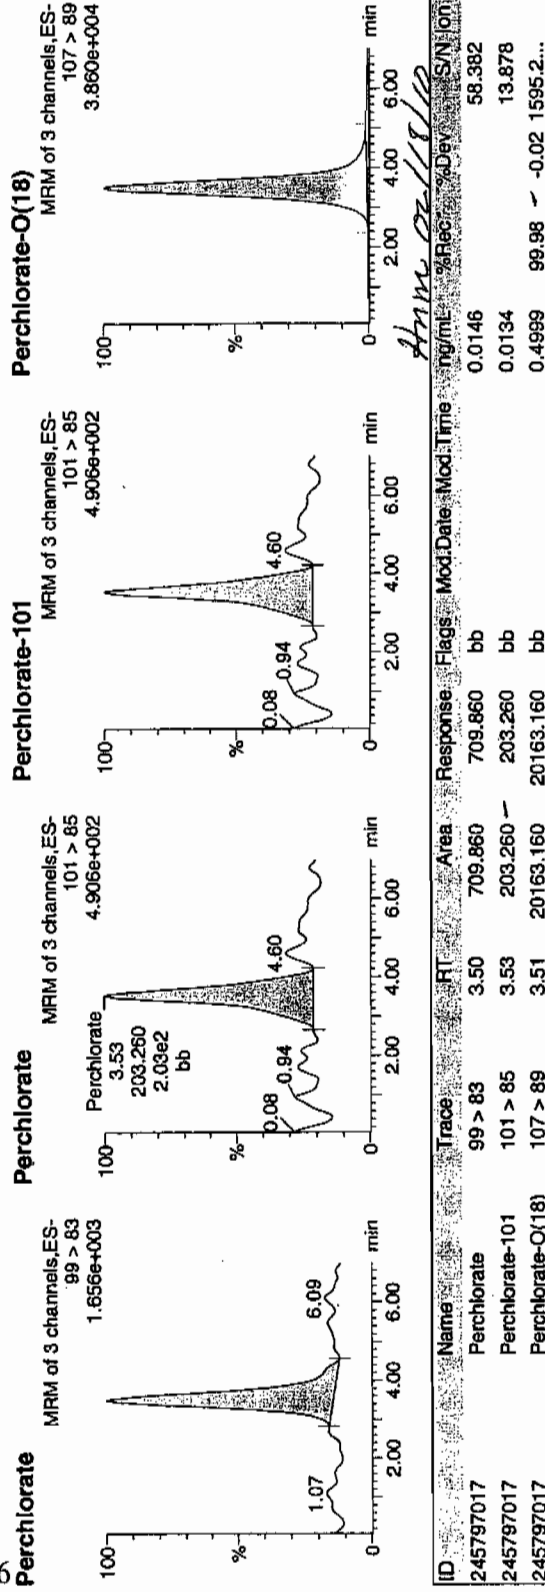 6
Perchlorate
MRM of 3 channels,ES-
99 > 83
1.656e+003
100
%
0
1.07
6.09
2.00
4.00
6.00
min
Perchlorate
MRM of 3 channels,ES-
101 > 85
4.906e+002
100
%
0
Perchlorate
3.53
203.260
2.03e2
bb
0.08
0.94
4.60
2.00
4.00
6.00
min
Perchlorate-101
MRM of 3 channels,ES-
101 > 85
4.906e+002
100
%
0
0.08
0.94
4.60
2.00
4.00
6.00
min
Perchlorate-O(18)
MRM of 3 channels,ES-
107 > 89
3.860e+004
100
%
0
2.00
4.00
6.00
min
02/18/10
ID Name Trace RT Area Response Flags Mod.Date Mod.Time ng/mL %Rec %Dev S/N Ion
245797017 Perchlorate 99 > 83 3.50 709.860 709.860 bb 0.0146 58.382
245797017 Perchlorate-101 101 > 85 3.53 203.260 203.260 bb 0.0134 13.878
245797017 Perchlorate-O(18) 107 > 89 3.51 20163.160 20163.160 bb 0.4999 99.98 -0.02 1595.2...